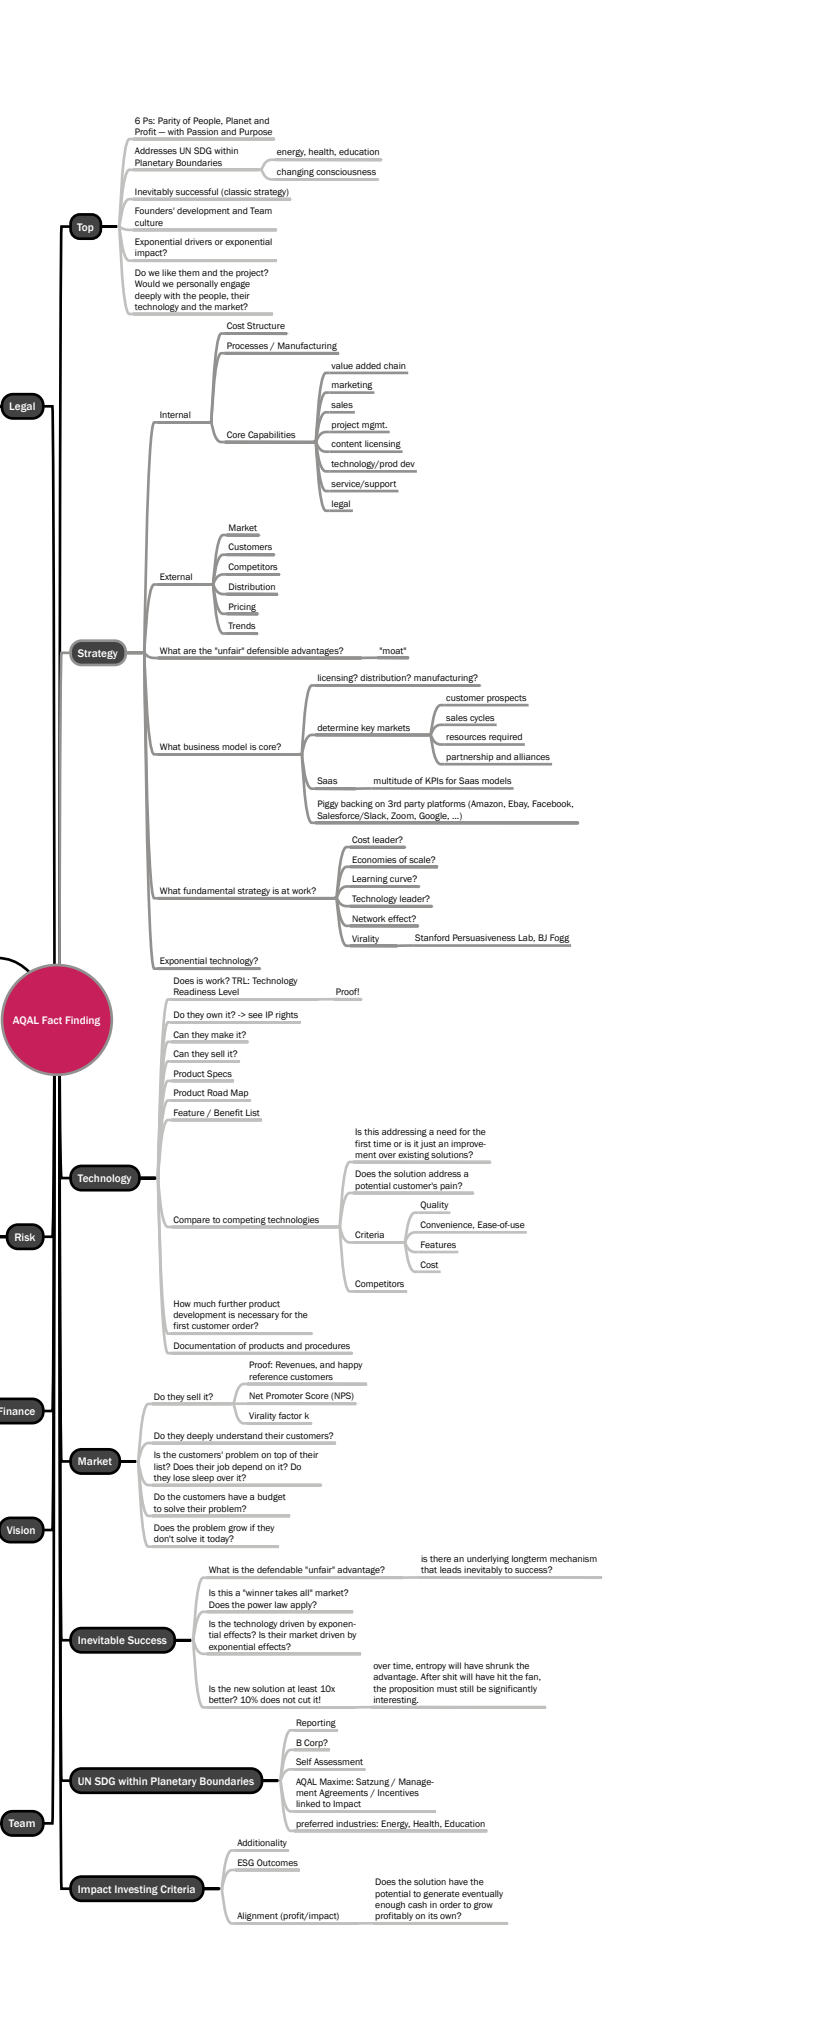 6 Ps: Parity of People, Planet and
Profit — with Passion and Purpose
Addresses UN SDG within
Planetary Boundaries
energy, health, education
changing consciousness
Inevitably successful (classic strategy)
Founders' development and Team
culture
Exponential drivers or exponential
impact?
Do we like them and the project?
Would we personally engage
deeply with the people, their
technology and the market?
Top
Cost Structure
Processes / Manufacturing
Internal
Core Capabilities
value added chain
marketing
sales
project mgmt.
content licensing
technology/prod dev
service/support
legal
Legal
External
Market
Customers
Competitors
Distribution
Pricing
Trends
Strategy
What are the "unfair" defensible advantages?
"moat"
What business model is core?
licensing? distribution? manufacturing?
determine key markets
customer prospects
sales cycles
resources required
partnership and alliances
Saas
multitude of KPIs for Saas models
Piggy backing on 3rd party platforms (Amazon, Ebay, Facebook,
Salesforce/Slack, Zoom, Google, ...)
What fundamental strategy is at work?
Cost leader?
Economies of scale?
Learning curve?
Technology leader?
Network effect?
Virality
Stanford Persuasiveness Lab, BJ Fogg
Exponential technology?
AQAL Fact Finding
Does is work? TRL: Technology
Readiness Level
Proof!
Do they own it? -> see IP rights
Can they make it?
Can they sell it?
Product Specs
Product Road Map
Feature / Benefit List
Technology
Compare to competing technologies
Is this addressing a need for the
first time or is it just an improve-
ment over existing solutions?
Does the solution address a
potential customer's pain?
Criteria
Quality
Convenience, Ease-of-use
Features
Cost
Competitors
Risk
How much further product
development is necessary for the
first customer order?
Documentation of products and procedures
Do they sell it?
Proof: Revenues, and happy
reference customers
Net Promoter Score (NPS)
Virality factor k
Finance
Market
Do they deeply understand their customers?
Is the customers' problem on top of their
list? Does their job depend on it? Do
they lose sleep over it?
Do the customers have a budget
to solve their problem?
Does the problem grow if they
don't solve it today?
Vision
What is the defendable "unfair" advantage?
is there an underlying longterm mechanism
that leads inevitably to success?
Is this a "winner takes all" market?
Does the power law apply?
Is the technology driven by exponen-
tial effects? Is their market driven by
exponential effects?
Inevitable Success
Is the new solution at least 10x
better? 10% does not cut it!
over time, entropy will have shrunk the
advantage. After shit will have hit the fan,
the proposition must still be significantly
interesting.
Reporting
B Corp?
Self Assessment
UN SDG within Planetary Boundaries
AQAL Maxime: Satzung / Manage-
ment Agreements / Incentives
linked to Impact
preferred industries: Energy, Health, Education
Team
Additionality
ESG Outcomes
Impact Investing Criteria
Alignment (profit/impact)
Does the solution have the
potential to generate eventually
enough cash in order to grow
profitably on its own?